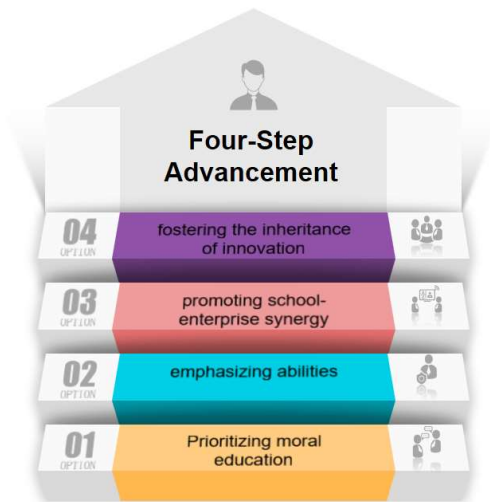 Four-Step
Advancement
04
OPTION
fostering the inheritance
of innovation
03
OPTION
promoting school-
enterprise synergy
02
OPTION
emphasizing abilities
01
OPTION
Prioritizing moral
education